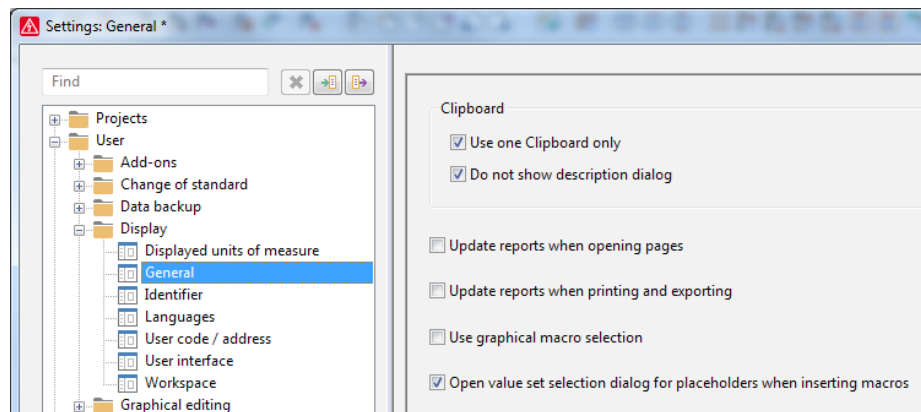 Settings: General *
Find
Projects
User
Add-ons
Change of standard
Data backup
Display
Displayed units of measure
General
Identifier
Languages
User code / address
User interface
Workspace
Graphical editing
Clipboard
Use one Clipboard only
Do not show description dialog
Update reports when opening pages
Update reports when printing and exporting
Use graphical macro selection
Open value set selection dialog for placeholders when inserting macros